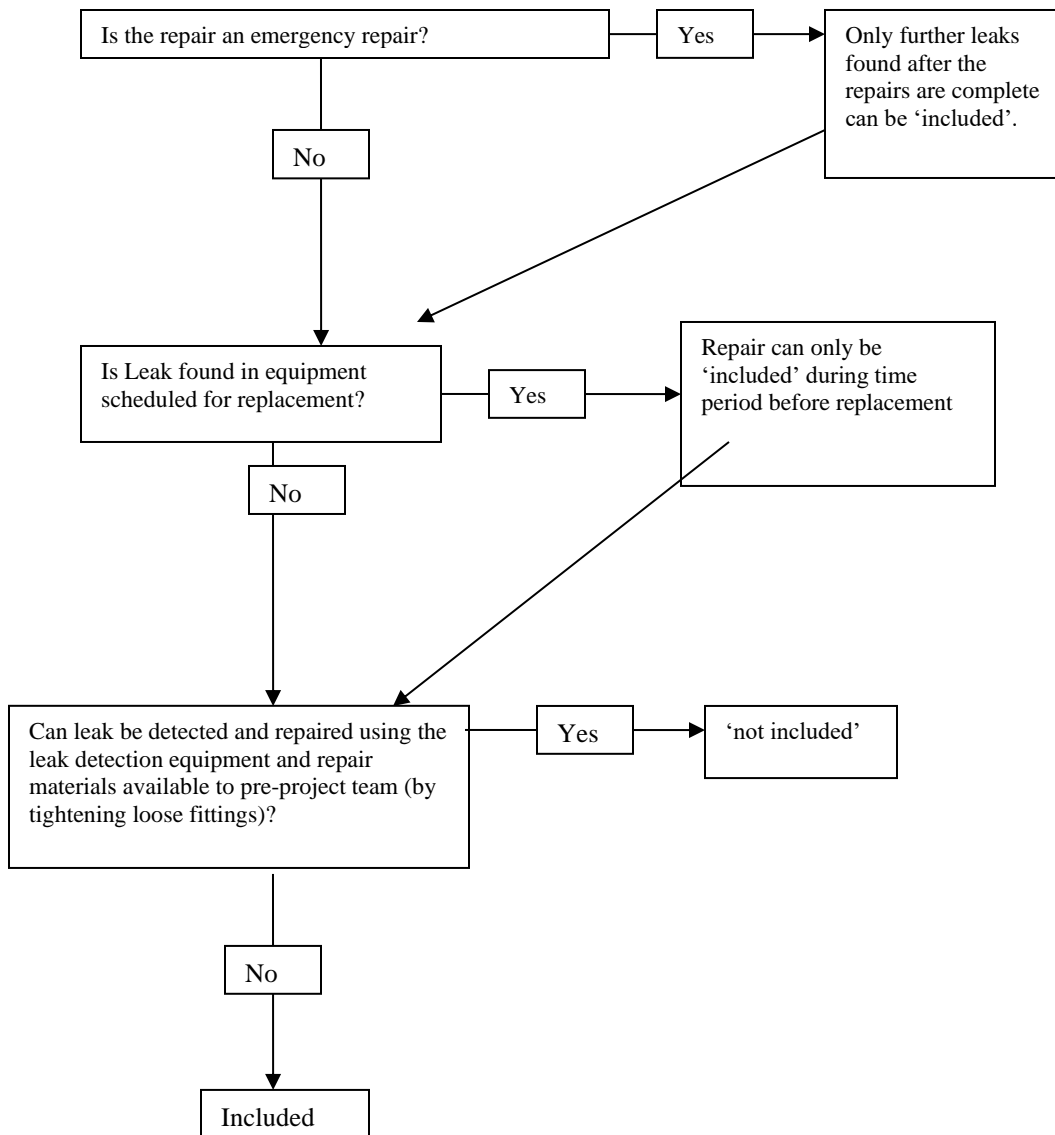 Is the repair an emergency repair?
Yes
Only further leaks
found after the
repairs are complete
can be ‘included’.
No
Is Leak found in equipment
scheduled for replacement?
Yes
Repair can only be
‘included’ during time
period before replacement
No
Can leak be detected and repaired using the
leak detection equipment and repair
materials available to pre-project team (by
tightening loose fittings)?
Yes
‘not included’
No
Included